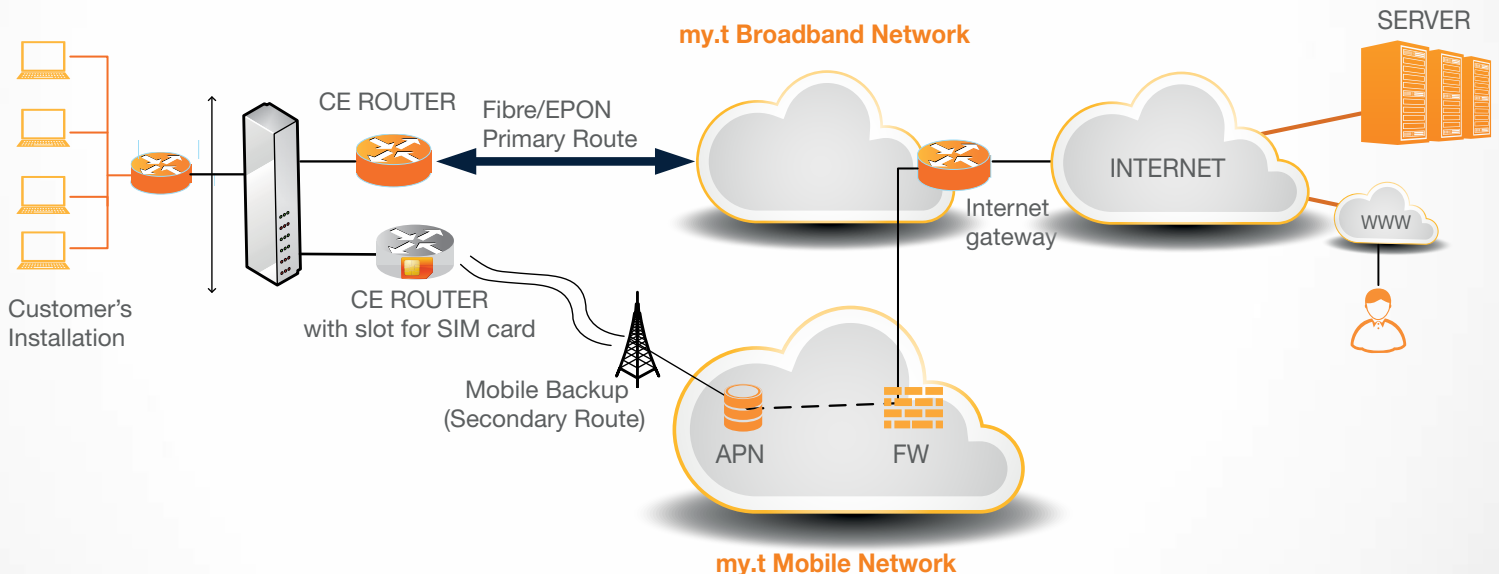 my.t Broadband Network
SERVER
CE ROUTER
Fibre/EPON
Primary Route
INTERNET
Internet
gateway
WWW
Customer's
Installation
CE ROUTER
with slot for SIM card
Mobile Backup
(Secondary Route)
APN
FW
my.t Mobile Network